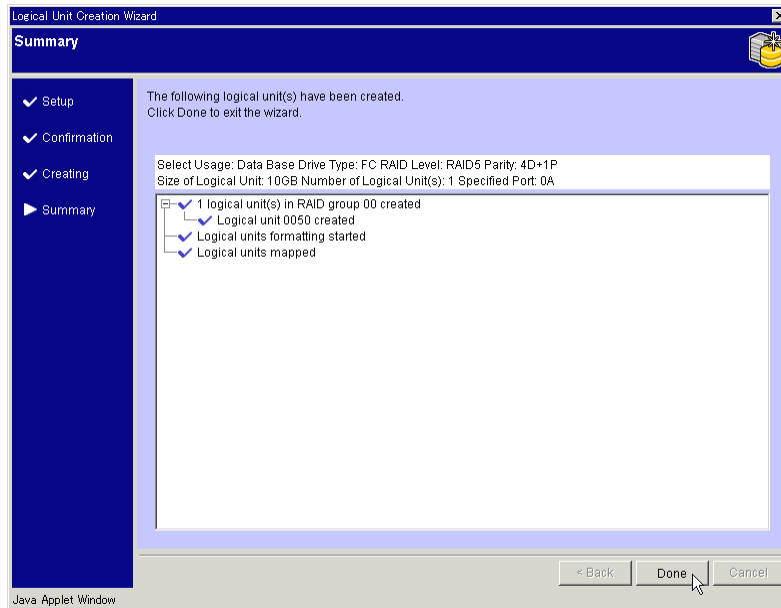 Logical Unit Creation Wizard
Summary
Setup
Confirmation
Creating
Summary
The following logical unit(s) have been created.
Click Done to exit the wizard.
Select Usage: Data Base Drive Type: FC RAID Level: RAID5 Parity: 4D+1P
Size of Logical Unit: 10GB Number of Logical Unit(s): 1 Specified Port: 0A
1 logical unit(s) in RAID group 00 created
Logical unit 0050 created
Logical units formatting started
Logical units mapped
< Back Done Cancel
Java Applet Window